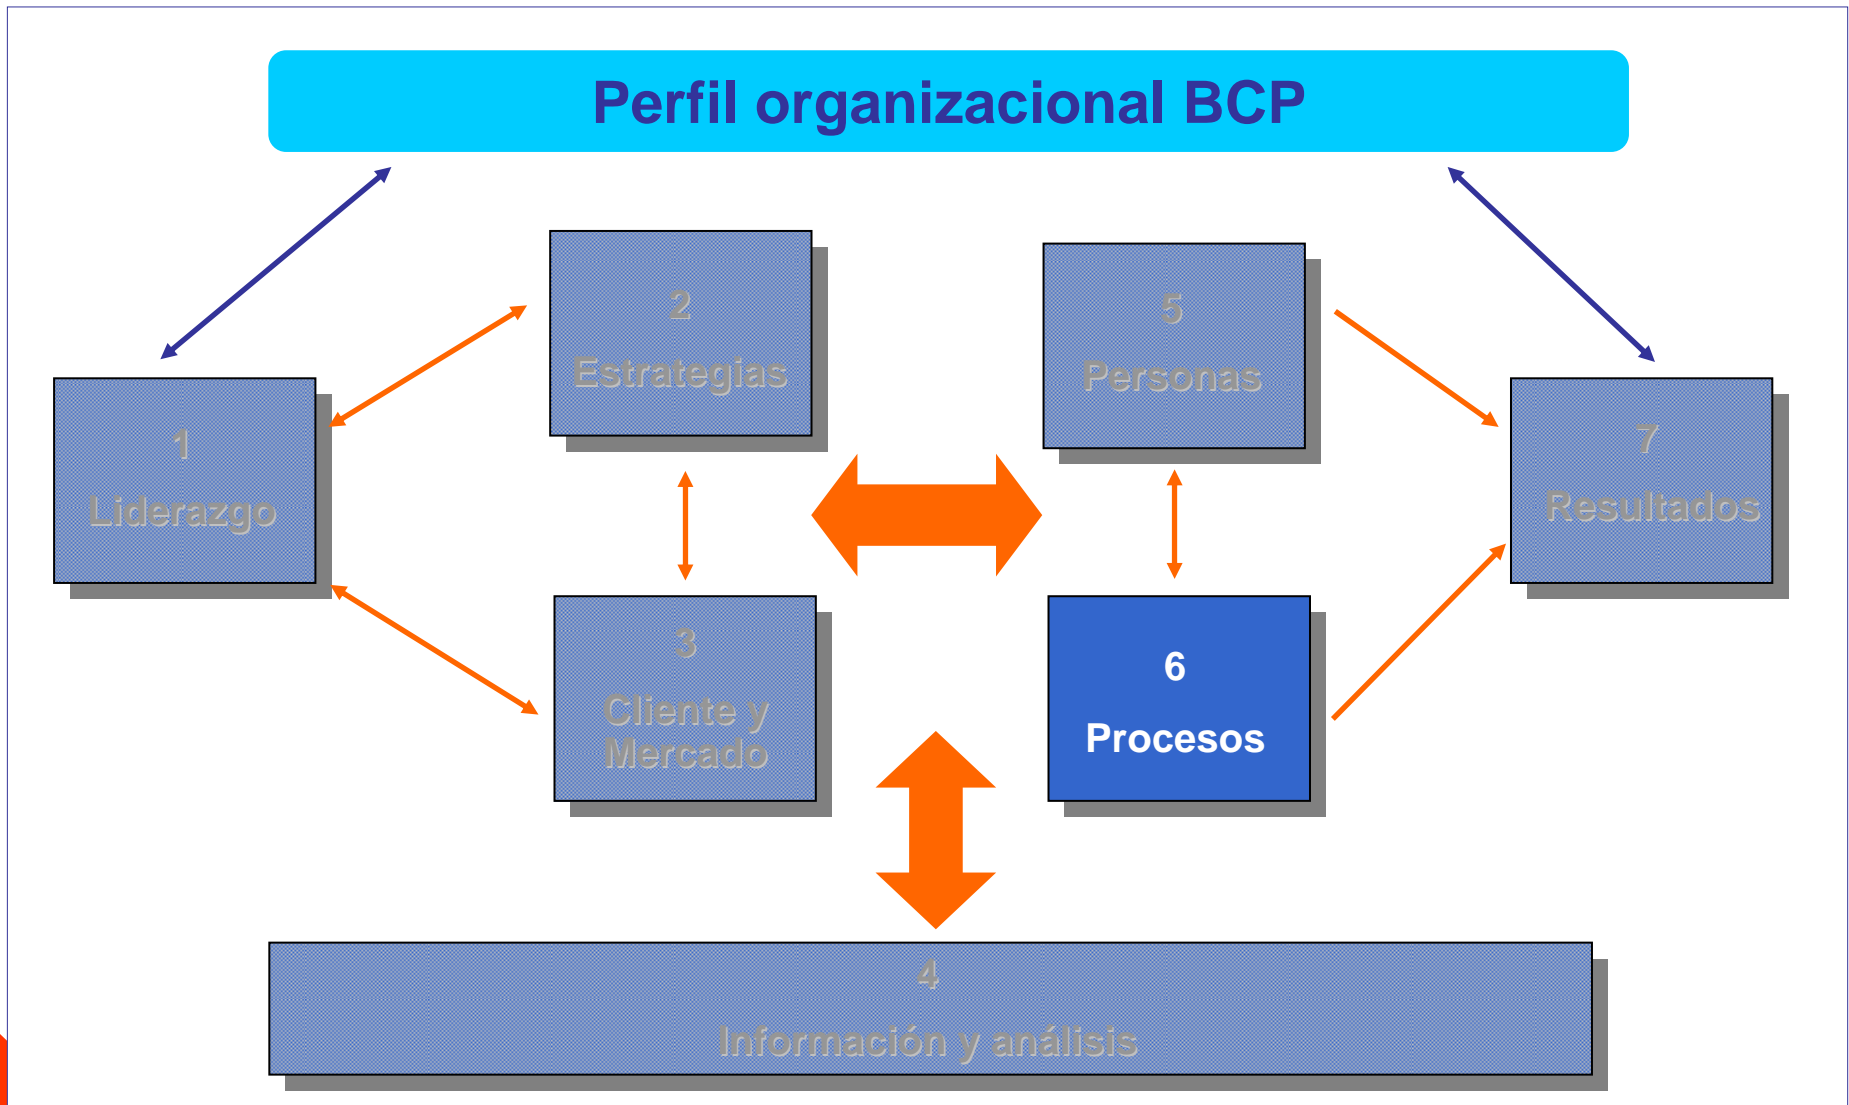 Perfil organizacional BCP
1
Liderazgo
2
Estrategias
3
Cliente y
Mercado
5
Personas
6
Procesos
7
Resultados
4
Información y análisis